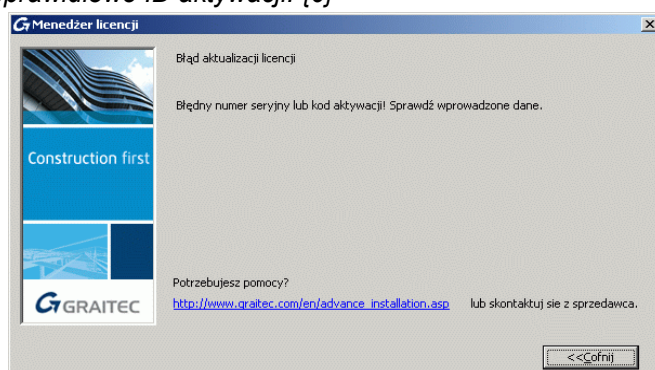 prawidłowe ID aktywacji
Menedżer licencji
Błąd aktualizacji licencji
Błędny numer seryjny lub kod aktywacji! Sprawdź wprowadzone dane.
Construction first
Potrzebujesz pomocy?
http://www.graitec.com/en/advance_installation.asp lub skontaktuj sie z sprzedawca.
GRAITEC
<<Cofnij